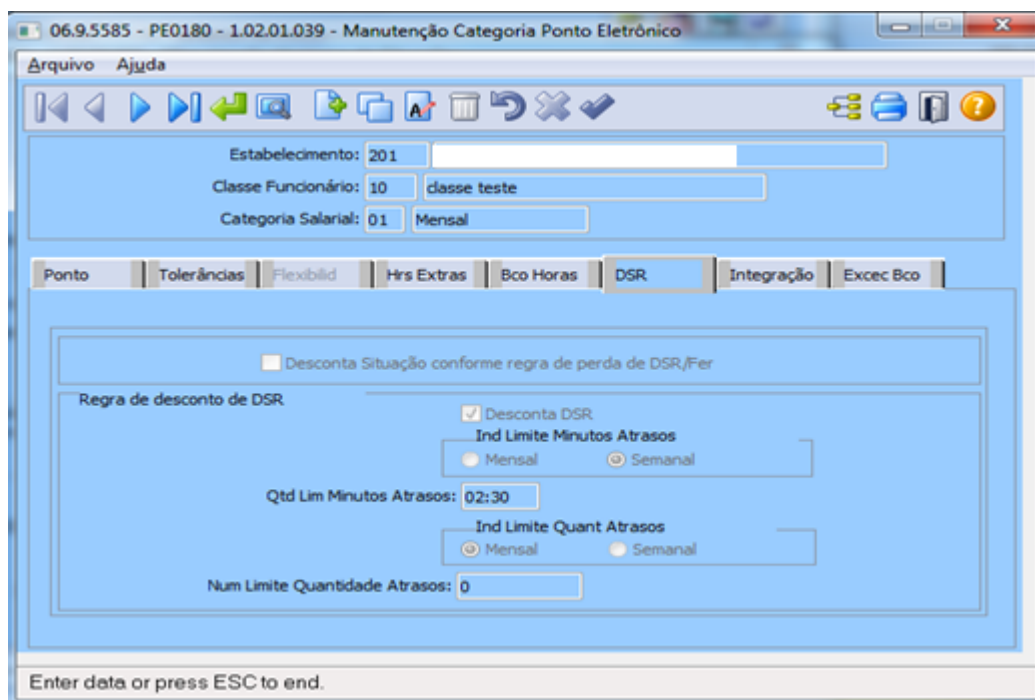 06.9.5585 - PE0180 - 1.02.01.039 - Manutenção Categoria Ponto Eletrônico
Arquivo Ajuda
Estabelecimento: 201
Classe Funcionário: 10 classe teste
Categoria Salarial: 01 Mensal
Ponto Tolerâncias Flexibilid Hrs Extras Bco Horas DSR Integração Excec Bco
Desconta Situação conforme regra de perda de DSR/Fer
Regra de desconto de DSR
Desconta DSR
Ind Limite Minutos Atrasos
Mensal Semanal
Qtd Lim Minutos Atrasos: 02:30
Ind Limite Quant Atrasos
Mensal Semanal
Num Limite Quantidade Atrasos: 0
Enter data or press ESC to end.